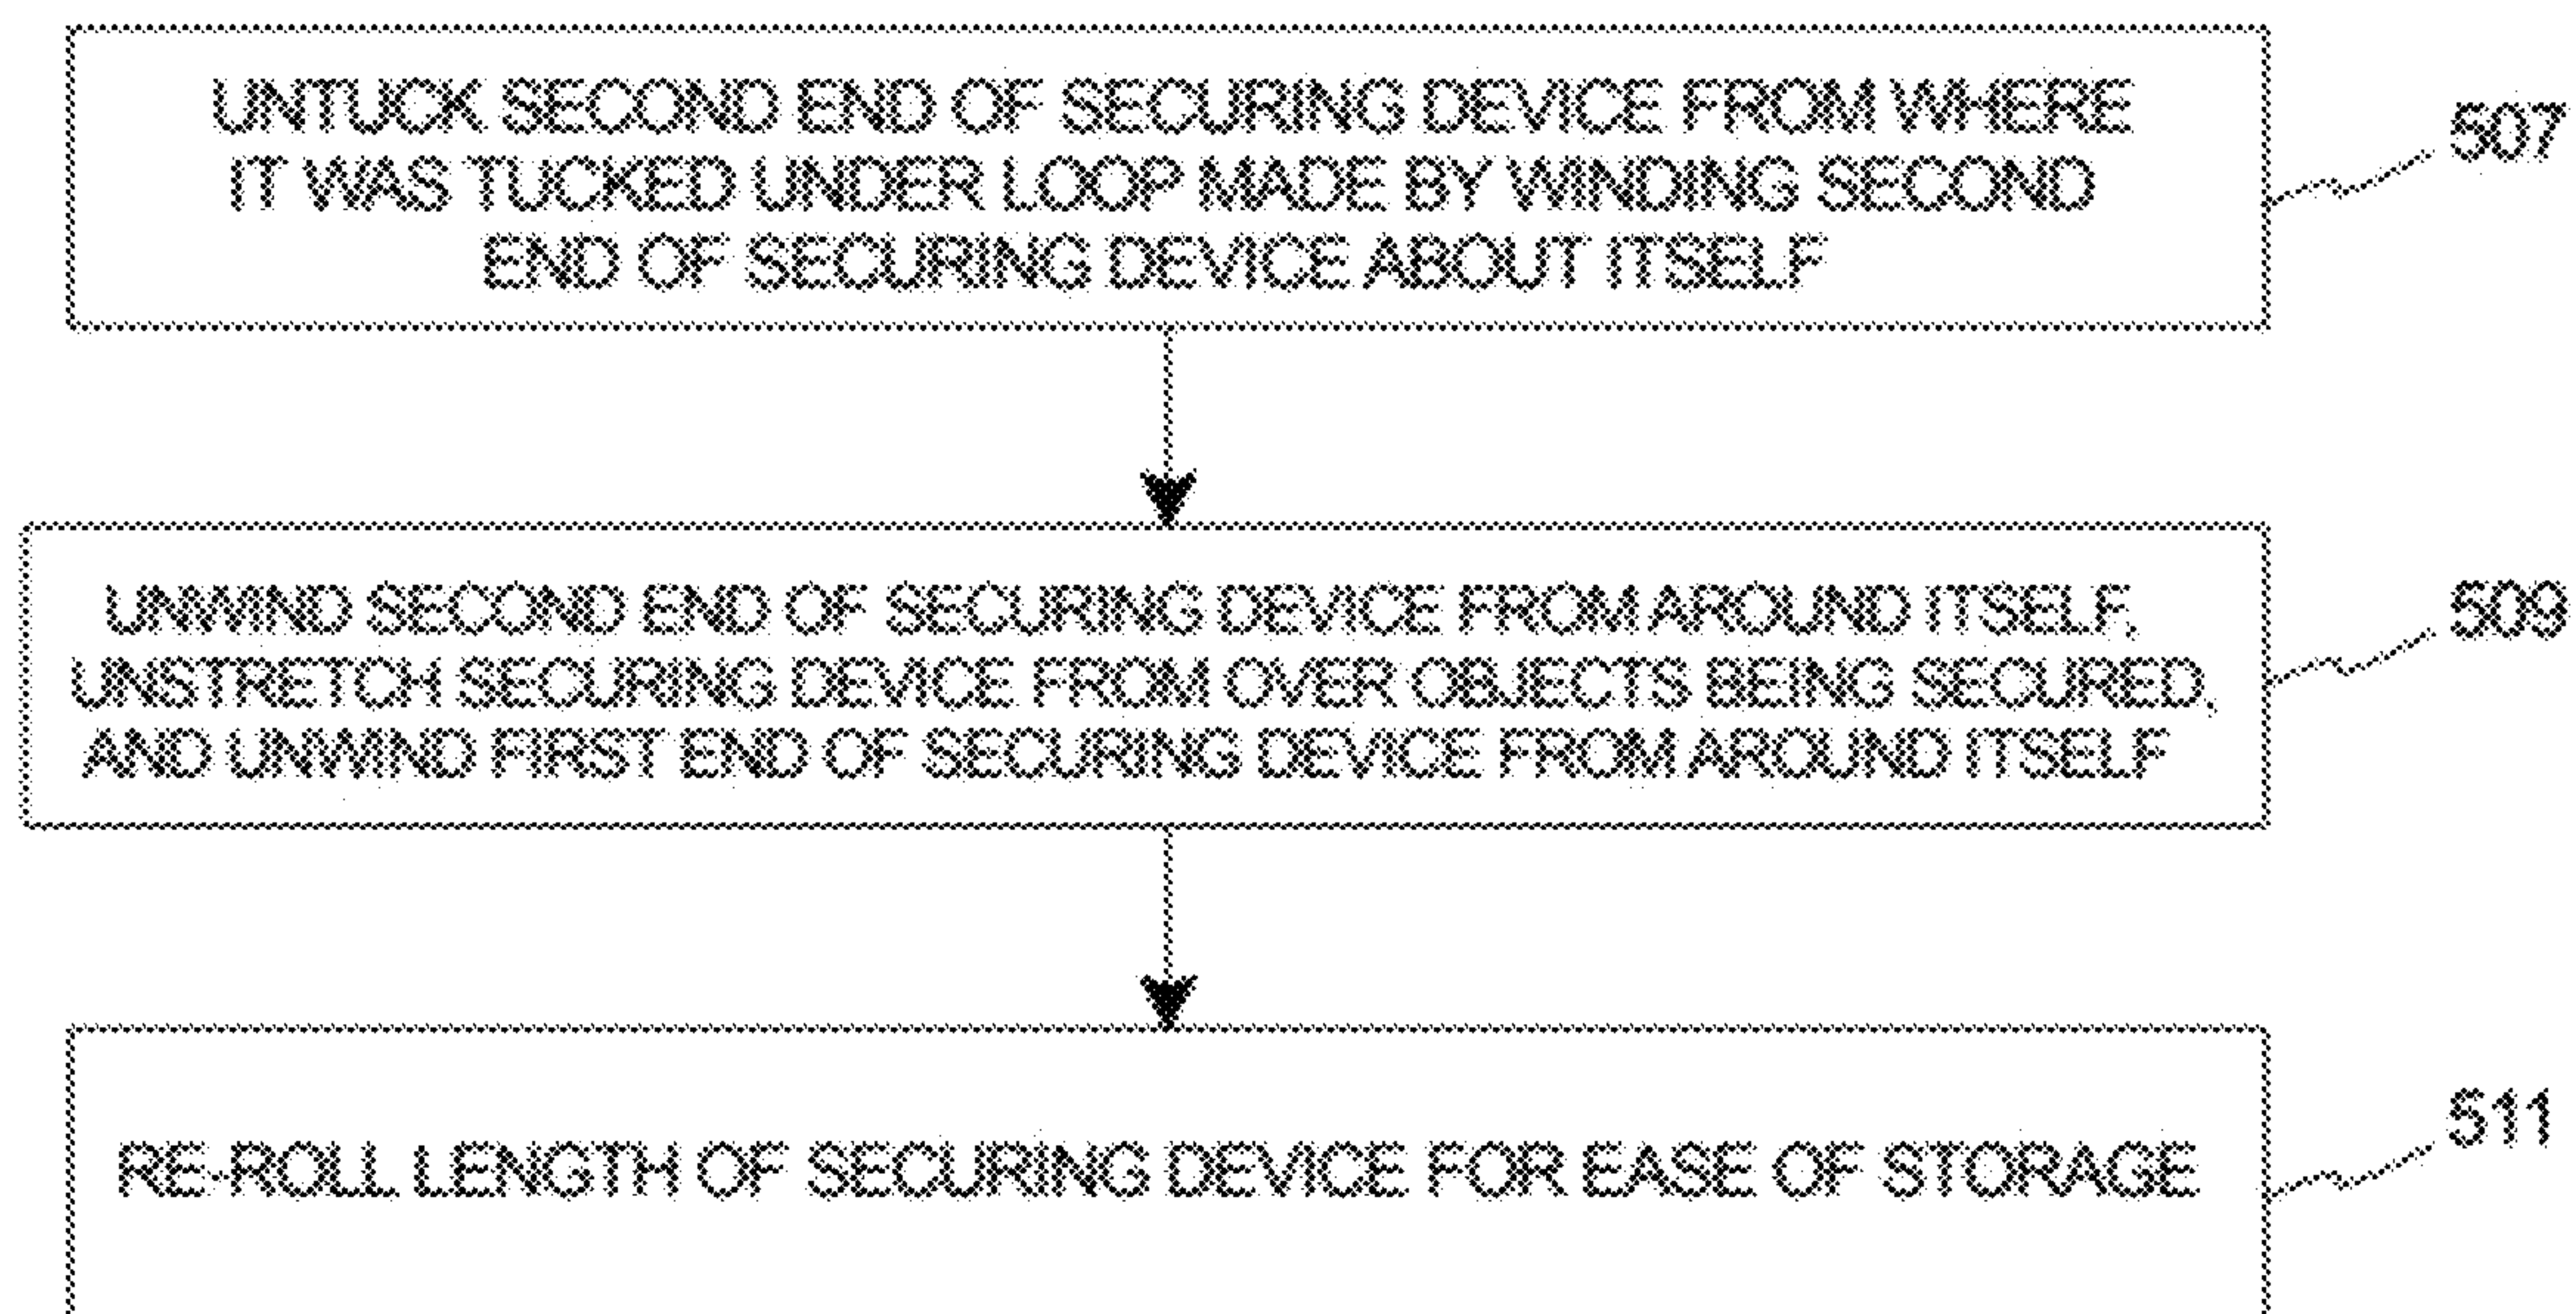 UNTUCK SECOND END OF SECURING DEVICE FROM WHERE
IT WAS TUCKED UNDER LOOP MADE BY WINDING SECOND
END OF SECURING DEVICE ABOUT ITSELF
507
UNWIND SECOND END OF SECURING DEVICE FROM AROUND ITSELF,
UNSTRETCH SECURING DEVICE FROM OVER OBJECTS BEING SECURED,
AND UNWIND FIRST END OF SECURING DEVICE FROM AROUND ITSELF
509
RE-ROLL LENGTH OF SECURING DEVICE FOR EASE OF STORAGE
511